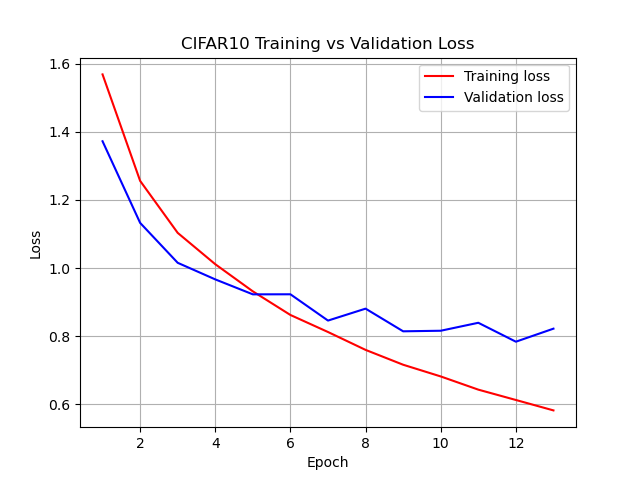 CIFAR10 Training vs Validation Loss
1.6
1.4
1.2
1.0
0.8
0.6
Loss
Training loss
Validation loss
2 4 6 8 10 12
Epoch